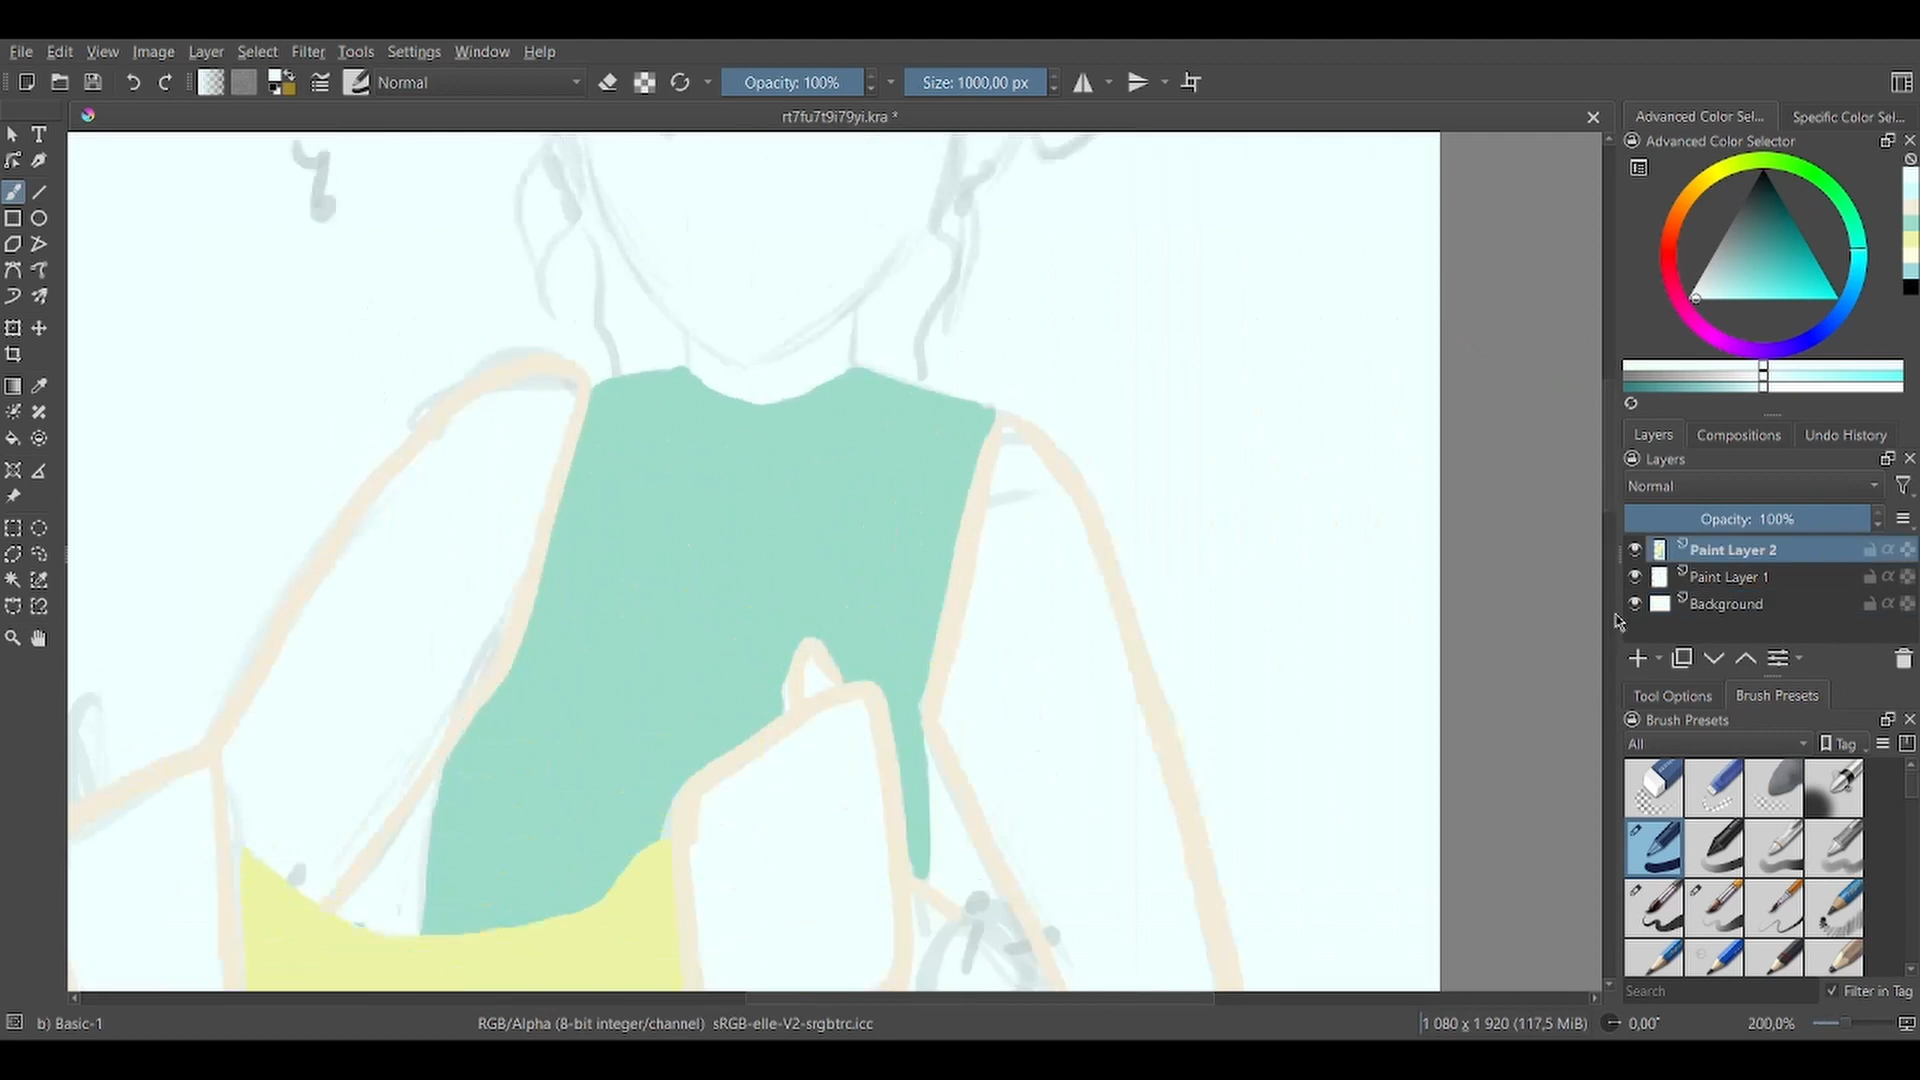 File Edit View Image Layer Select Filter Tools Settings Window Help
Normal Opacity: 100% Size: 1000,00 px
rt7fu7t9i79yi.kra *
Advanced Color Sel... Specific Color Sel...
Advanced Color Selector
Layers Compositions Undo History
Layers
Normal
Opacity: 100%
Paint Layer 2
Paint Layer 1
Background
Tool Options Brush Presets
Brush Presets
All Tag
Search Filter in Tag
b) Basic-1 RGB/Alpha (8-bit integer/channel) sRGB-elle-V2-srgbtrc.icc 1 080 x 1 920 (117,5 MiB) 0,00° 200,0%